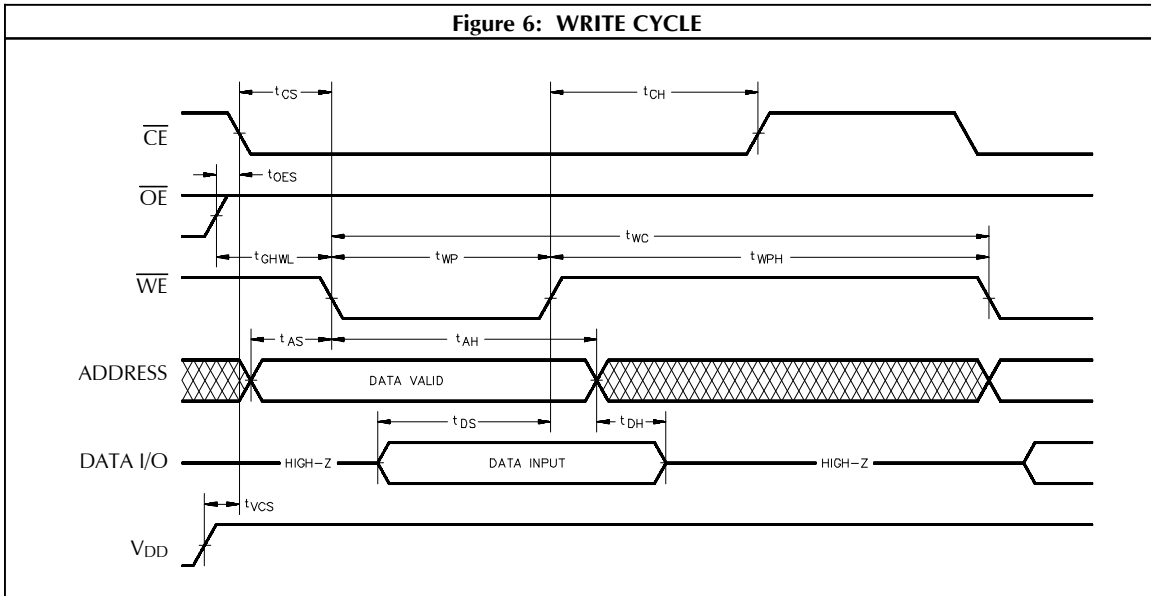 Figure 6: WRITE CYCLE
tCS
tCH
CE
tOES
OE
tWC
tGHWL
tWP
tWPH
WE
tAS
tAH
ADDRESS
DATA VALID
tDS
tDH
DATA I/O
HIGH-Z
DATA INPUT
HIGH-Z
tVCS
VDD